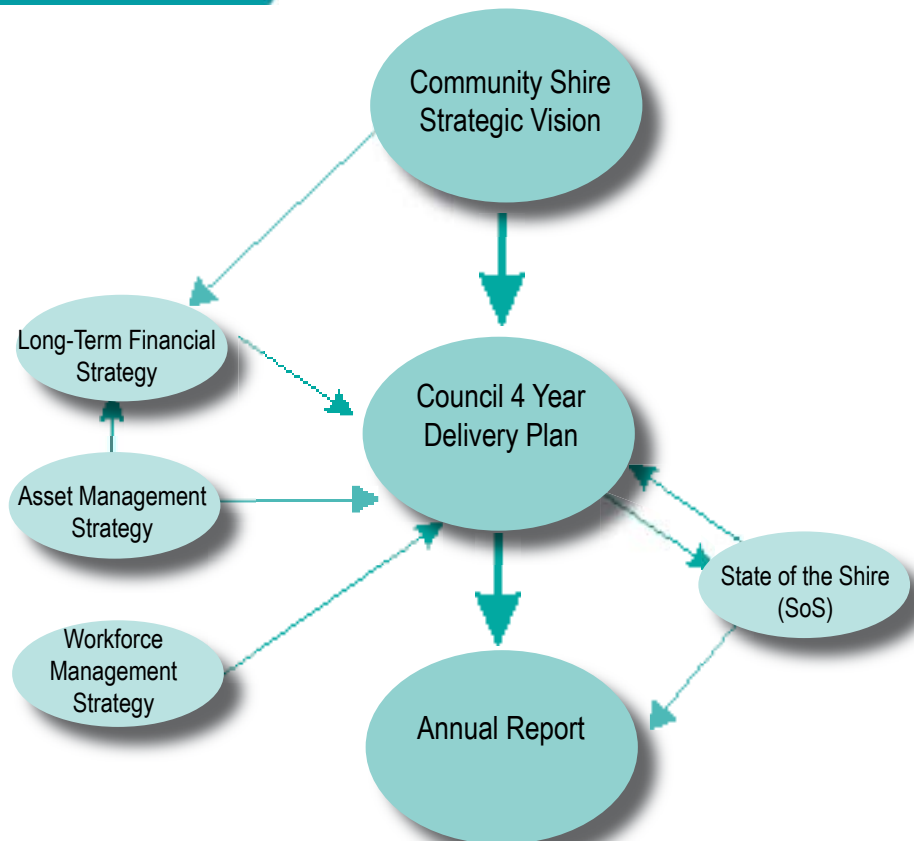 Community Shire
Strategic Vision
Long-Term Financial
Strategy
Council 4 Year
Delivery Plan
Asset Management
Strategy
State of the Shire
(SoS)
Workforce
Management
Strategy
Annual Report